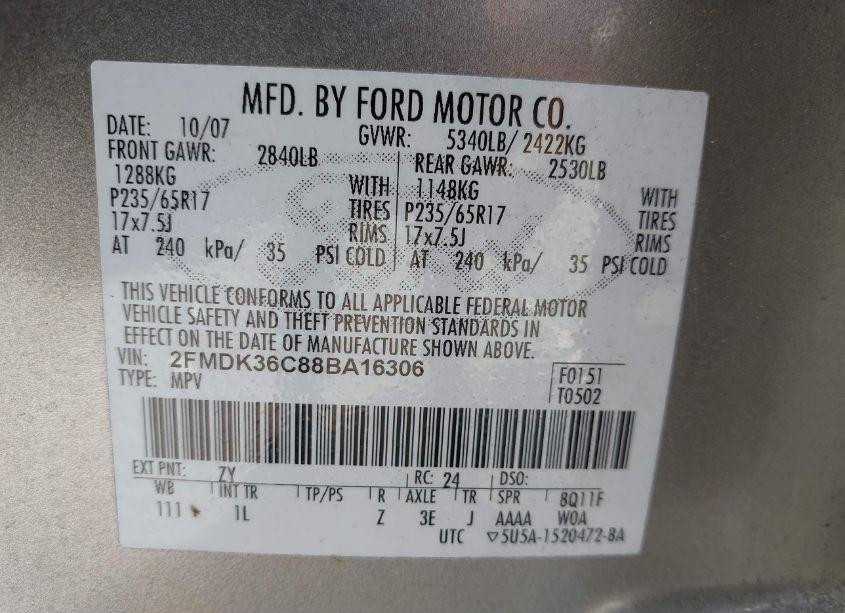 MFD. BY FORD MOTOR CO.
DATE: 10/07 GVWR: 5340LB/ 2422KG
FRONT GAWR: 2840LB REAR GAWR: 2530LB
1288KG WITH 1148KG WITH
P235/65R17 TIRES P235/65R17 TIRES
17x7.5J RIMS 17x7.5J RIMS
AT 240 kPa/ 35 PSI COLD AT 240 kPa/ 35 PSI COLD
THIS VEHICLE CONFORMS TO ALL APPLICABLE FEDERAL MOTOR
VEHICLE SAFETY AND THEFT PREVENTION STANDARDS IN
EFFECT ON THE DATE OF MANUFACTURE SHOWN ABOVE.
VIN: 2FMDK36C88BA16306 F0151
TYPE: MPV T0502
EXT PNT: ZY RC: 24 DSO:
WB INT TR TP/PS R AXLE TR SPR 8Q11F
111 1L Z 3E J AAAA WOA
UTC ▽5U5A-1520472-BA